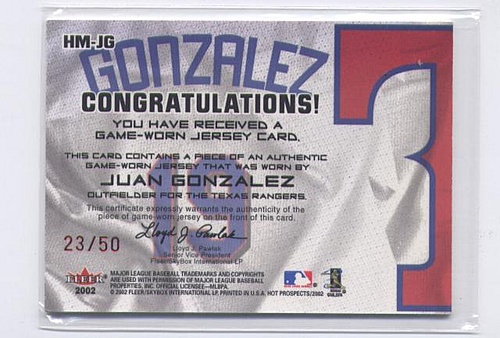 HM-JG
GONZALEZ
CONGRATULATIONS!
YOU HAVE RECEIVED A
GAME-WORN JERSEY CARD.
THIS CARD CONTAINS A PIECE OF AN AUTHENTIC
GAME-WORN JERSEY THAT WAS WORN BY
JUAN GONZALEZ
OUTFIELDER FOR THE TEXAS RANGERS.
This certificate expressly warrants the authenticity of the
piece of game-worn jersey on the front of this card.
23/50
Lloyd J. Pawlak
Lloyd J. Pawlak
Senior Vice President
Fleer/Skybox International LP
FLEER
2002
MAJOR LEAGUE BASEBALL TRADEMARKS AND COPYRIGHTS
ARE USED WITH PERMISSION OF MAJOR LEAGUE BASEBALL
PROPERTIES, INC. OFFICIAL LICENSEE—MLBPA.
© 2002 FLEER/SKYBOX INTERNATIONAL LP. PRINTED IN U.S.A. HOT PROSPECTS/2002